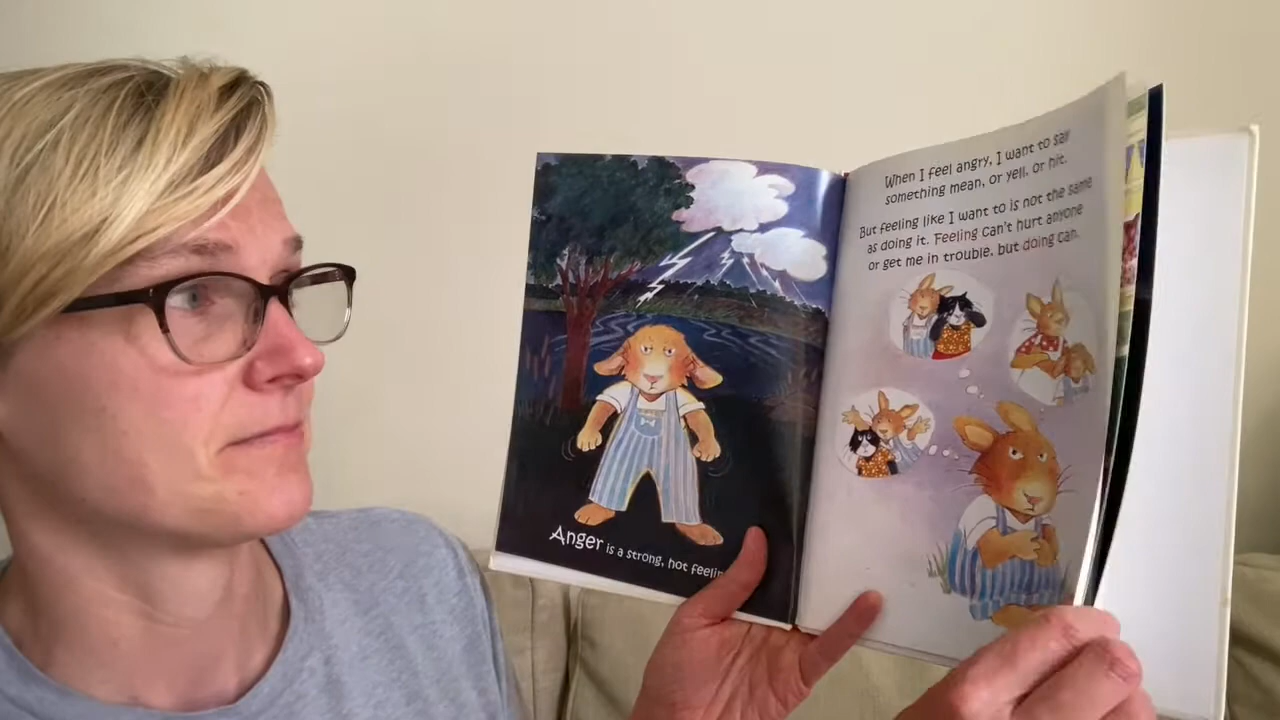 Anger is a strong, hot feelin
When I feel angry, I want to say
something mean, or yell, or hit.
But feeling like I want to is not the same
as doing it. Feeling can't hurt anyone
or get me in trouble, but doing can.